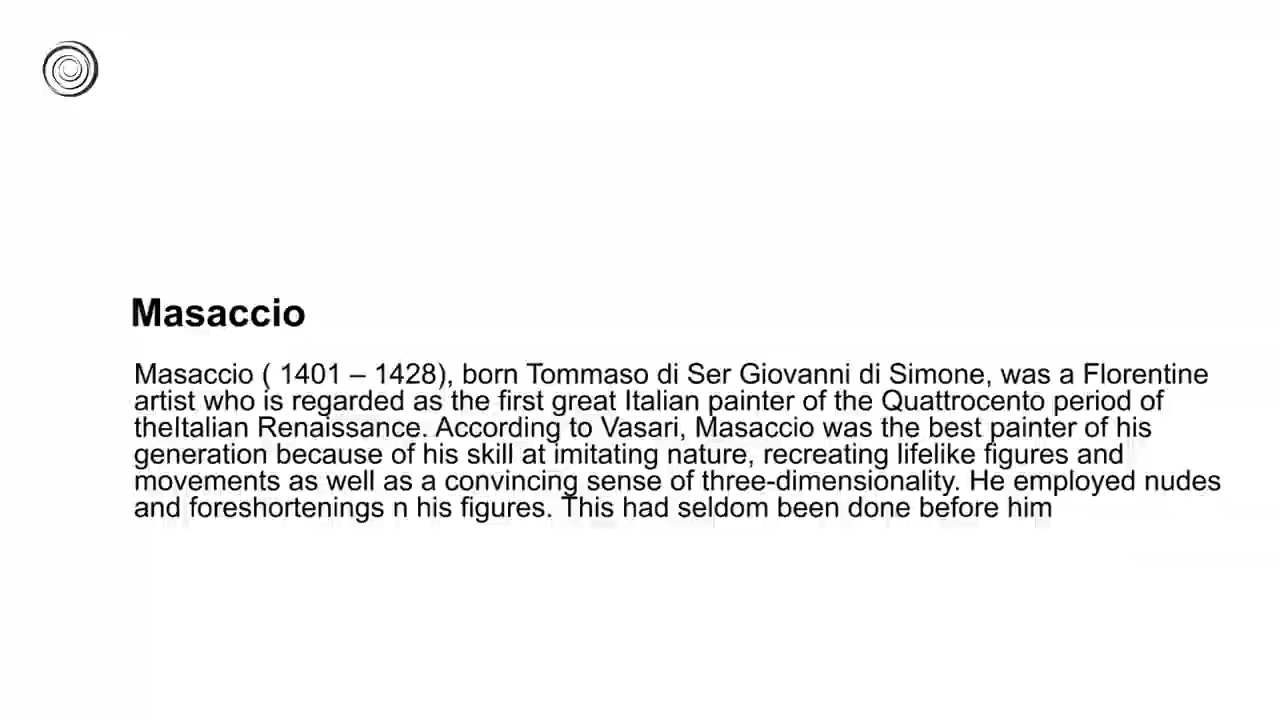 Masaccio
Masaccio ( 1401 – 1428), born Tommaso di Ser Giovanni di Simone, was a Florentine
artist who is regarded as the first great Italian painter of the Quattrocento period of
theItalian Renaissance. According to Vasari, Masaccio was the best painter of his
generation because of his skill at imitating nature, recreating lifelike figures and
movements as well as a convincing sense of three-dimensionality. He employed nudes
and foreshortenings n his figures. This had seldom been done before him